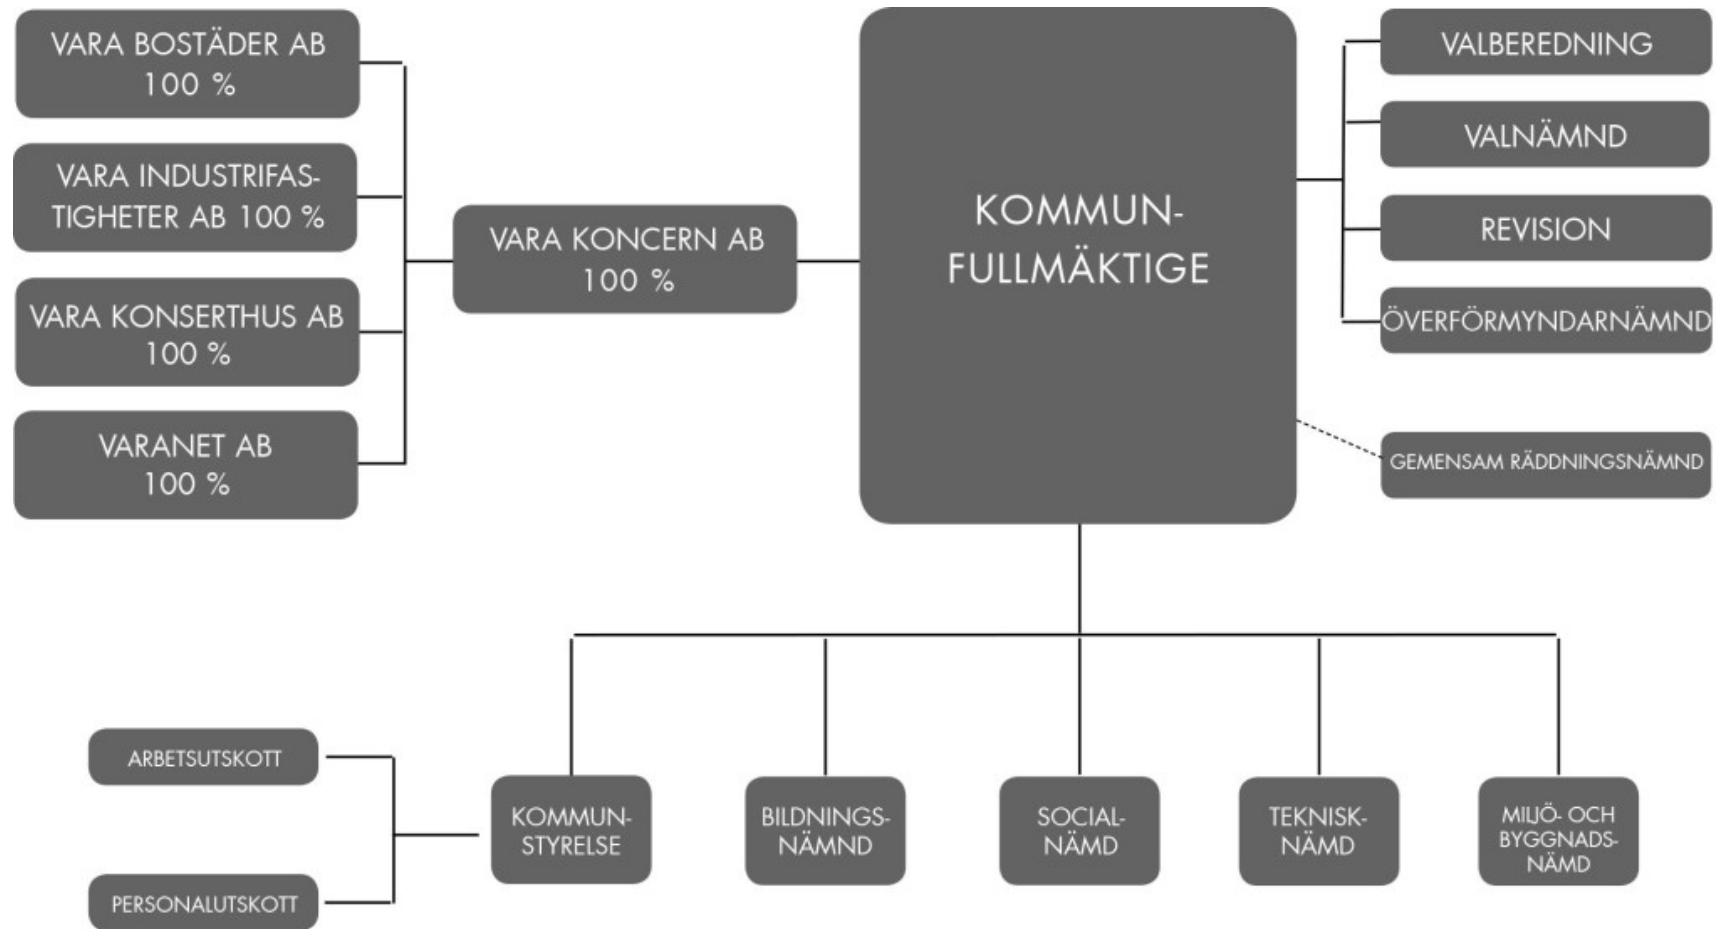 VARA BOSTÄDER AB
100 %
VARA INDUSTRIFAS-
TIGHETER AB 100 %
VARA KONSERTHUS AB
100 %
VARANET AB
100 %
VARA KONCERN AB
100 %
KOMMUN-
FULLMÄKTIGE
VALBEREDNING
VALNÄMND
REVISION
ÖVERFÖRMYNDARNÄMND
GEMENSAM RÄDDNINGSNÄMND
ARBETSUTSKOTT
PERSONALUTSKOTT
KOMMUN-
STYRELSE
BILDNINGS-
NÄMND
SOCIAL-
NÄMD
TEKNISK-
NÄMD
MILJÖ- OCH
BYGGNADS-
NÄMD